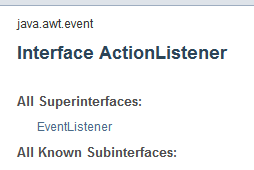 java.awt.event
Interface ActionListener
All Superinterfaces:
EventListener
All Known Subinterfaces: